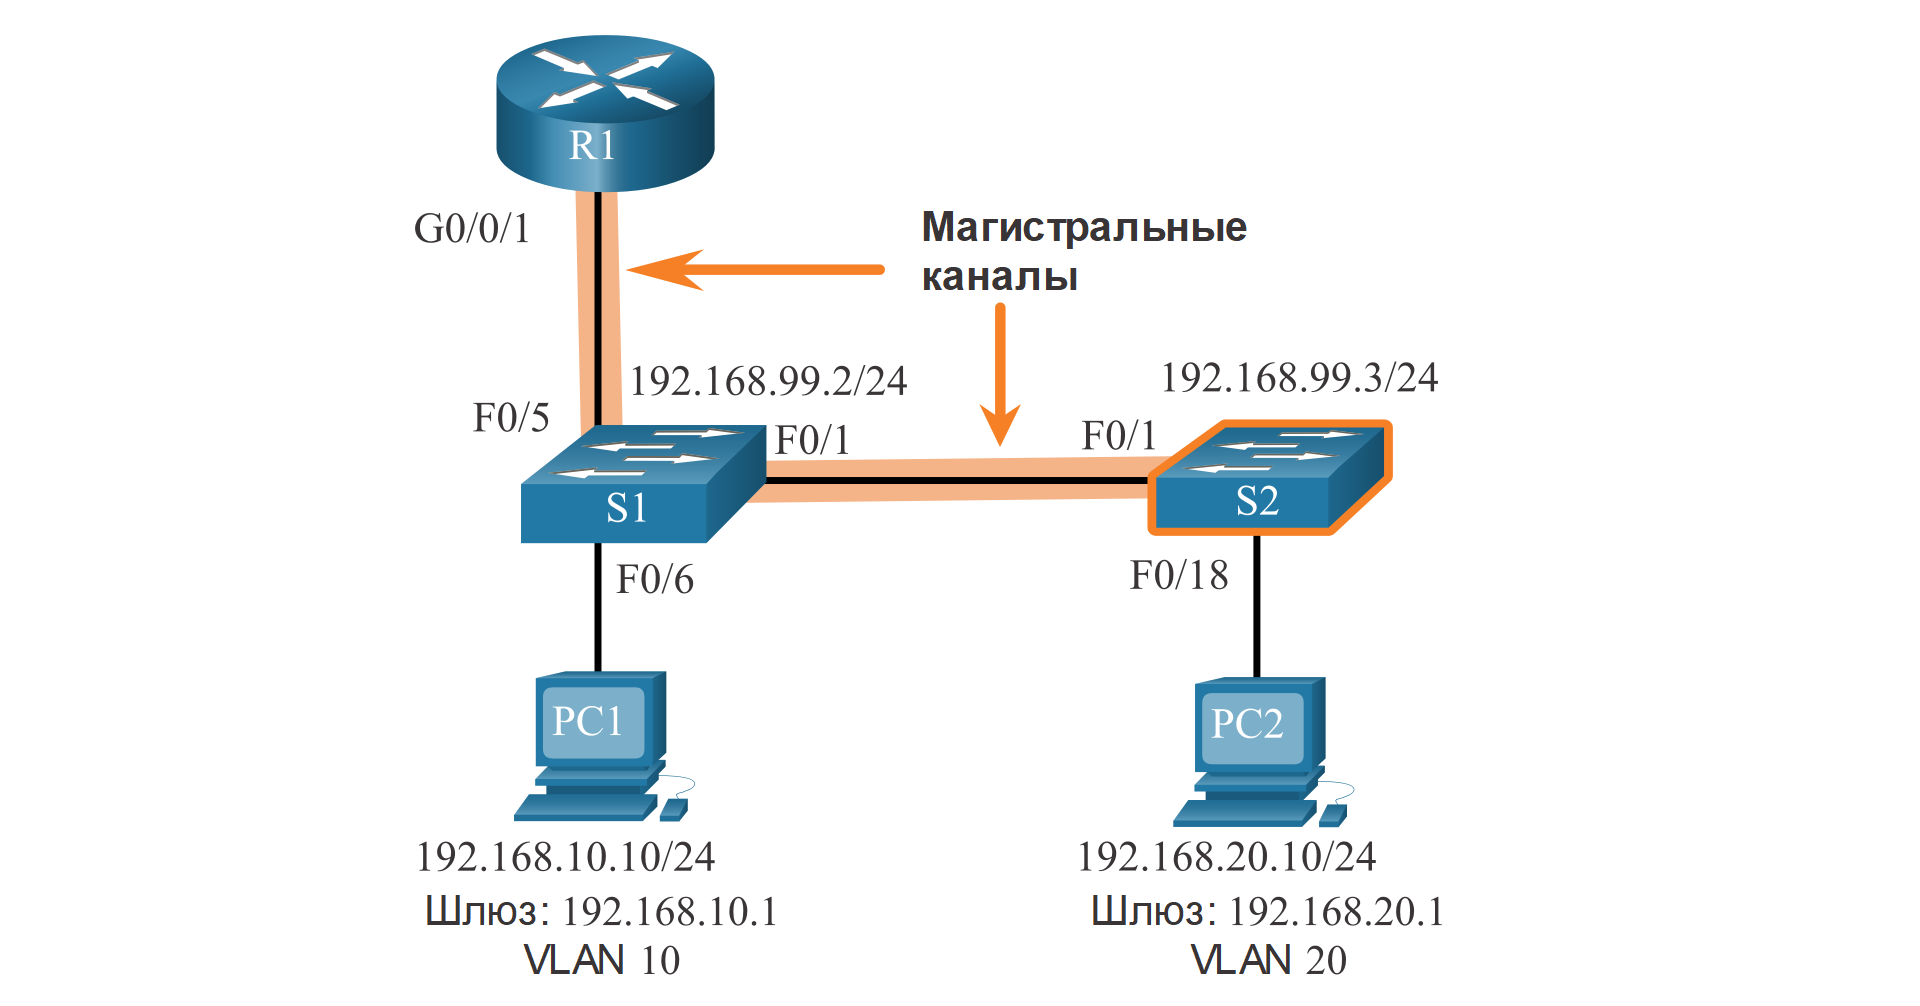 R1
G0/0/1
Магистральные
каналы
192.168.99.2/24
192.168.99.3/24
F0/5
F0/1
F0/1
S1
S2
F0/6
F0/18
PC1
PC2
192.168.10.10/24
Шлюз: 192.168.10.1
VLAN 10
192.168.20.10/24
Шлюз: 192.168.20.1
VLAN 20